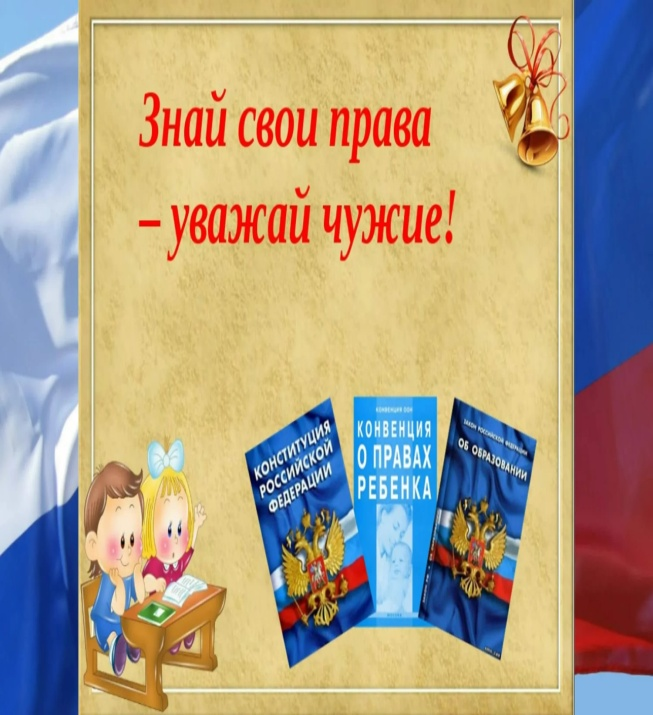 Знай свои права
– уважай чужие!
КОНСТИТУЦИЯ
РОССИЙСКОЙ
ФЕДЕРАЦИИ
КОНВЕНЦИЯ ООН
КОНВЕНЦИЯ
О ПРАВАХ
РЕБЕНКА
ЗАКОН РОССИЙСКОЙ ФЕДЕРАЦИИ
ОБ ОБРАЗОВАНИИ